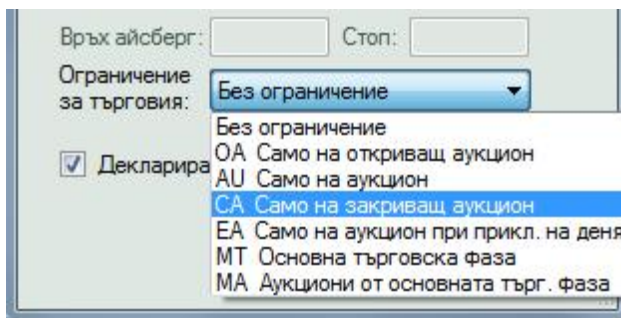 Връх айсберг: Стоп:
Ограничение
за търговия: Без ограничение
Без ограничение
ОА Само на откриващ аукцион
Декларира
AU Само на аукцион
CA Само на закриващ аукцион
EA Само на аукцион при прикл. на деня
MT Основна търговска фаза
MA Аукциони от основната търг. фаза